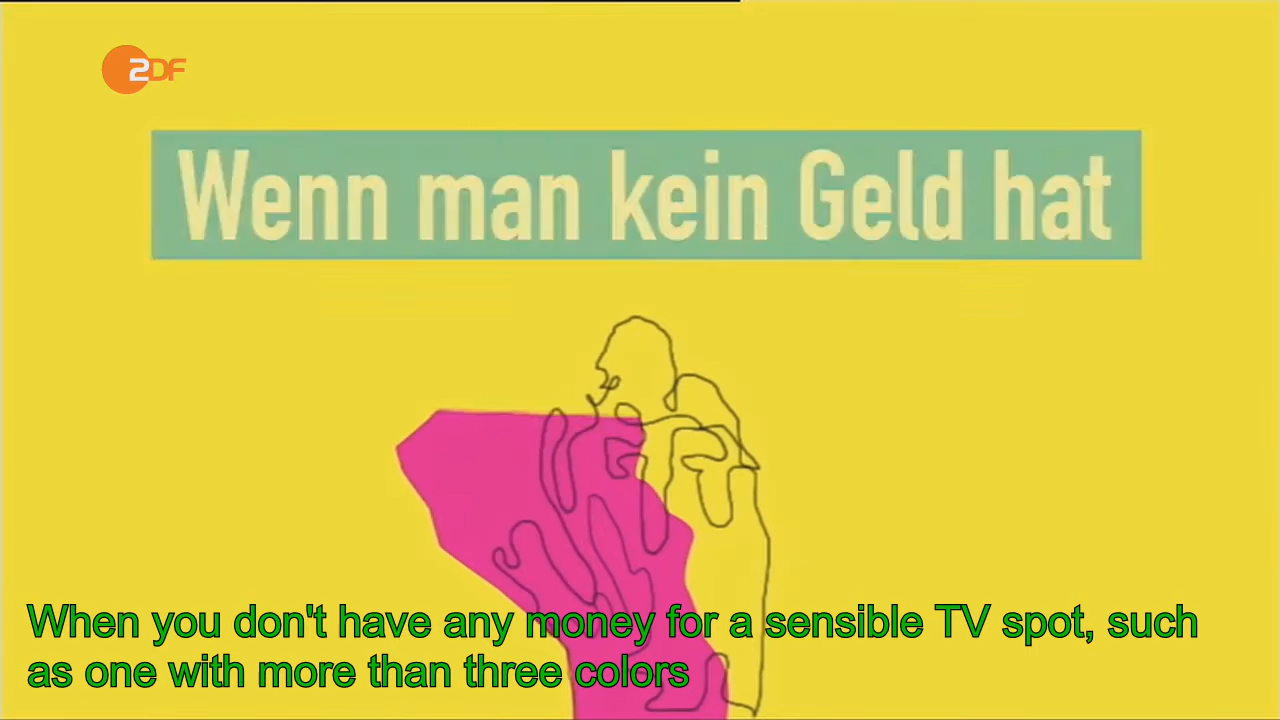 2DF
Wenn man kein Geld hat
When you don't have any money for a sensible TV spot, such
as one with more than three colors